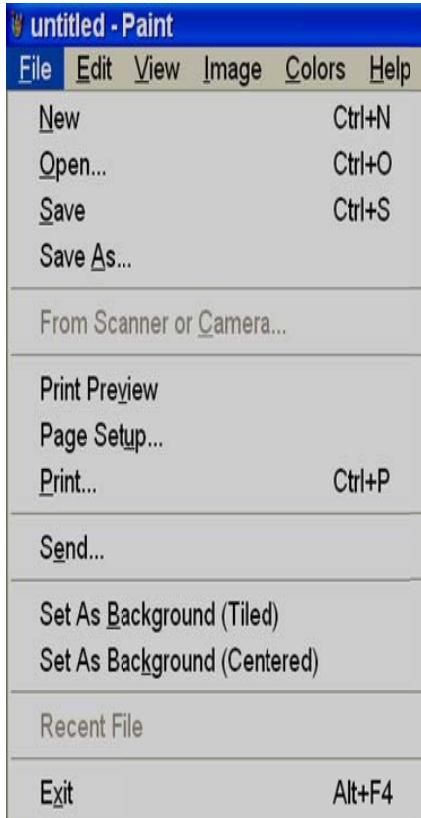 untitled - Paint
File Edit View Image Colors Help
New Ctrl+N
Open... Ctrl+O
Save Ctrl+S
Save As...
From Scanner or Camera...
Print Preview
Page Setup...
Print... Ctrl+P
Send...
Set As Background (Tiled)
Set As Background (Centered)
Recent File
Exit Alt+F4